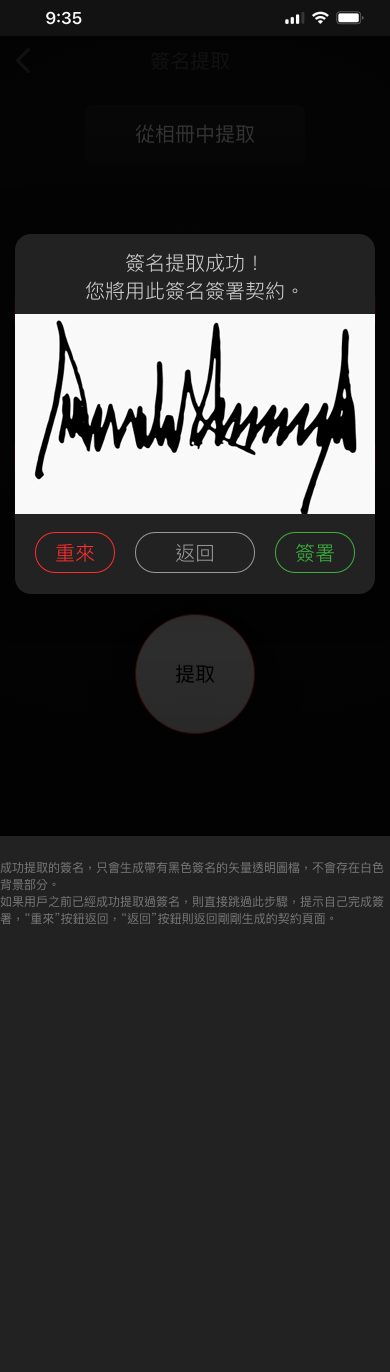 9:35
簽名提取
從相冊中提取
簽名提取成功！
您將用此簽名簽署契約。
重來
返回
簽署
提取
成功提取的簽名，只會生成帶有黑色簽名的矢量透明圖檔，不會存在白色
背景部分。
如果用戶之前已經成功提取過簽名，則直接跳過此步驟，提示自己完成簽
署，“重來”按鈕返回，“返回”按鈕則返回剛剛生成的契約頁面。